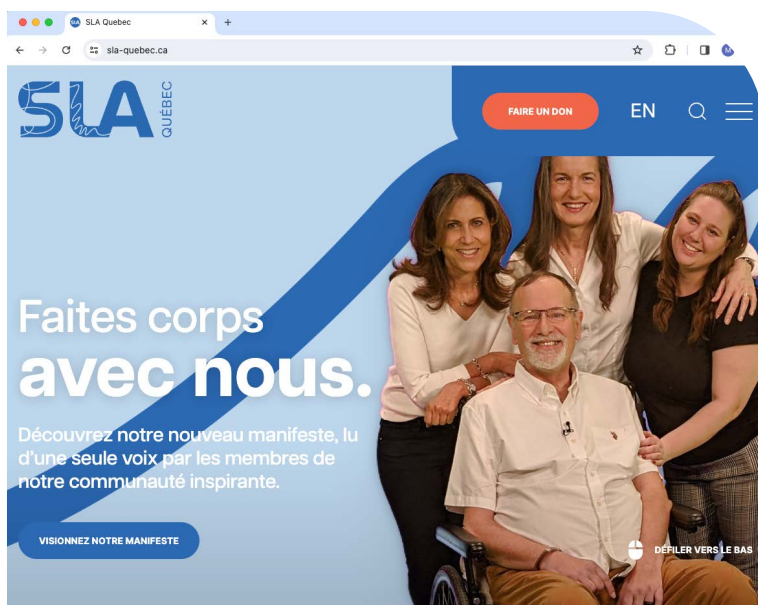 SLA Quebec
sla-quebec.ca
M
SLA QUÉBEC
FAIRE UN DON
EN
Faites corps
avec nous.
Découvrez notre nouveau manifeste, lu
d'une seule voix par les membres de
notre communauté inspirante.
VISIONNEZ NOTRE MANIFESTE
DÉFILER VERS LE BAS